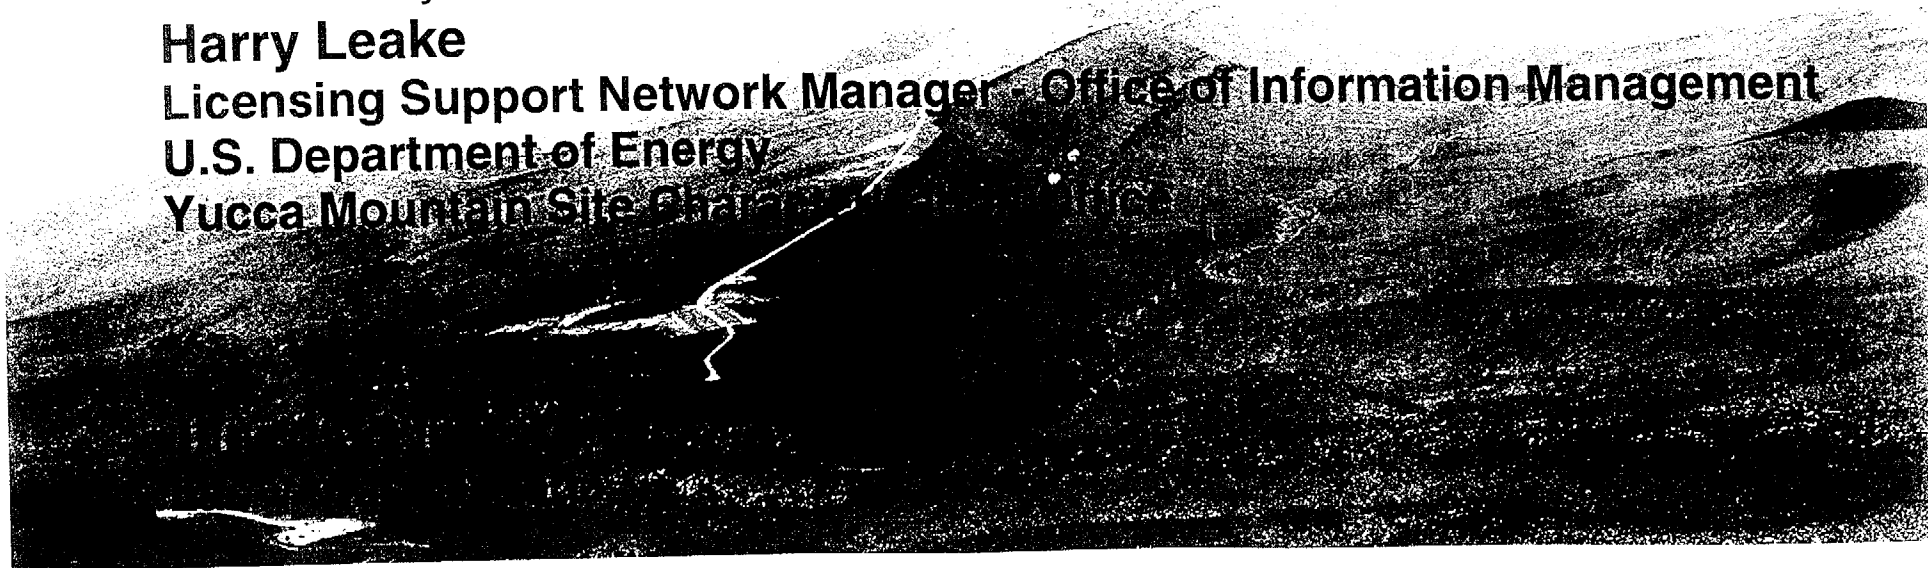 Harry Leake
Licensing Support Network Manager - Office of Information Management
U.S. Department of Energy
Yucca Mountain Site